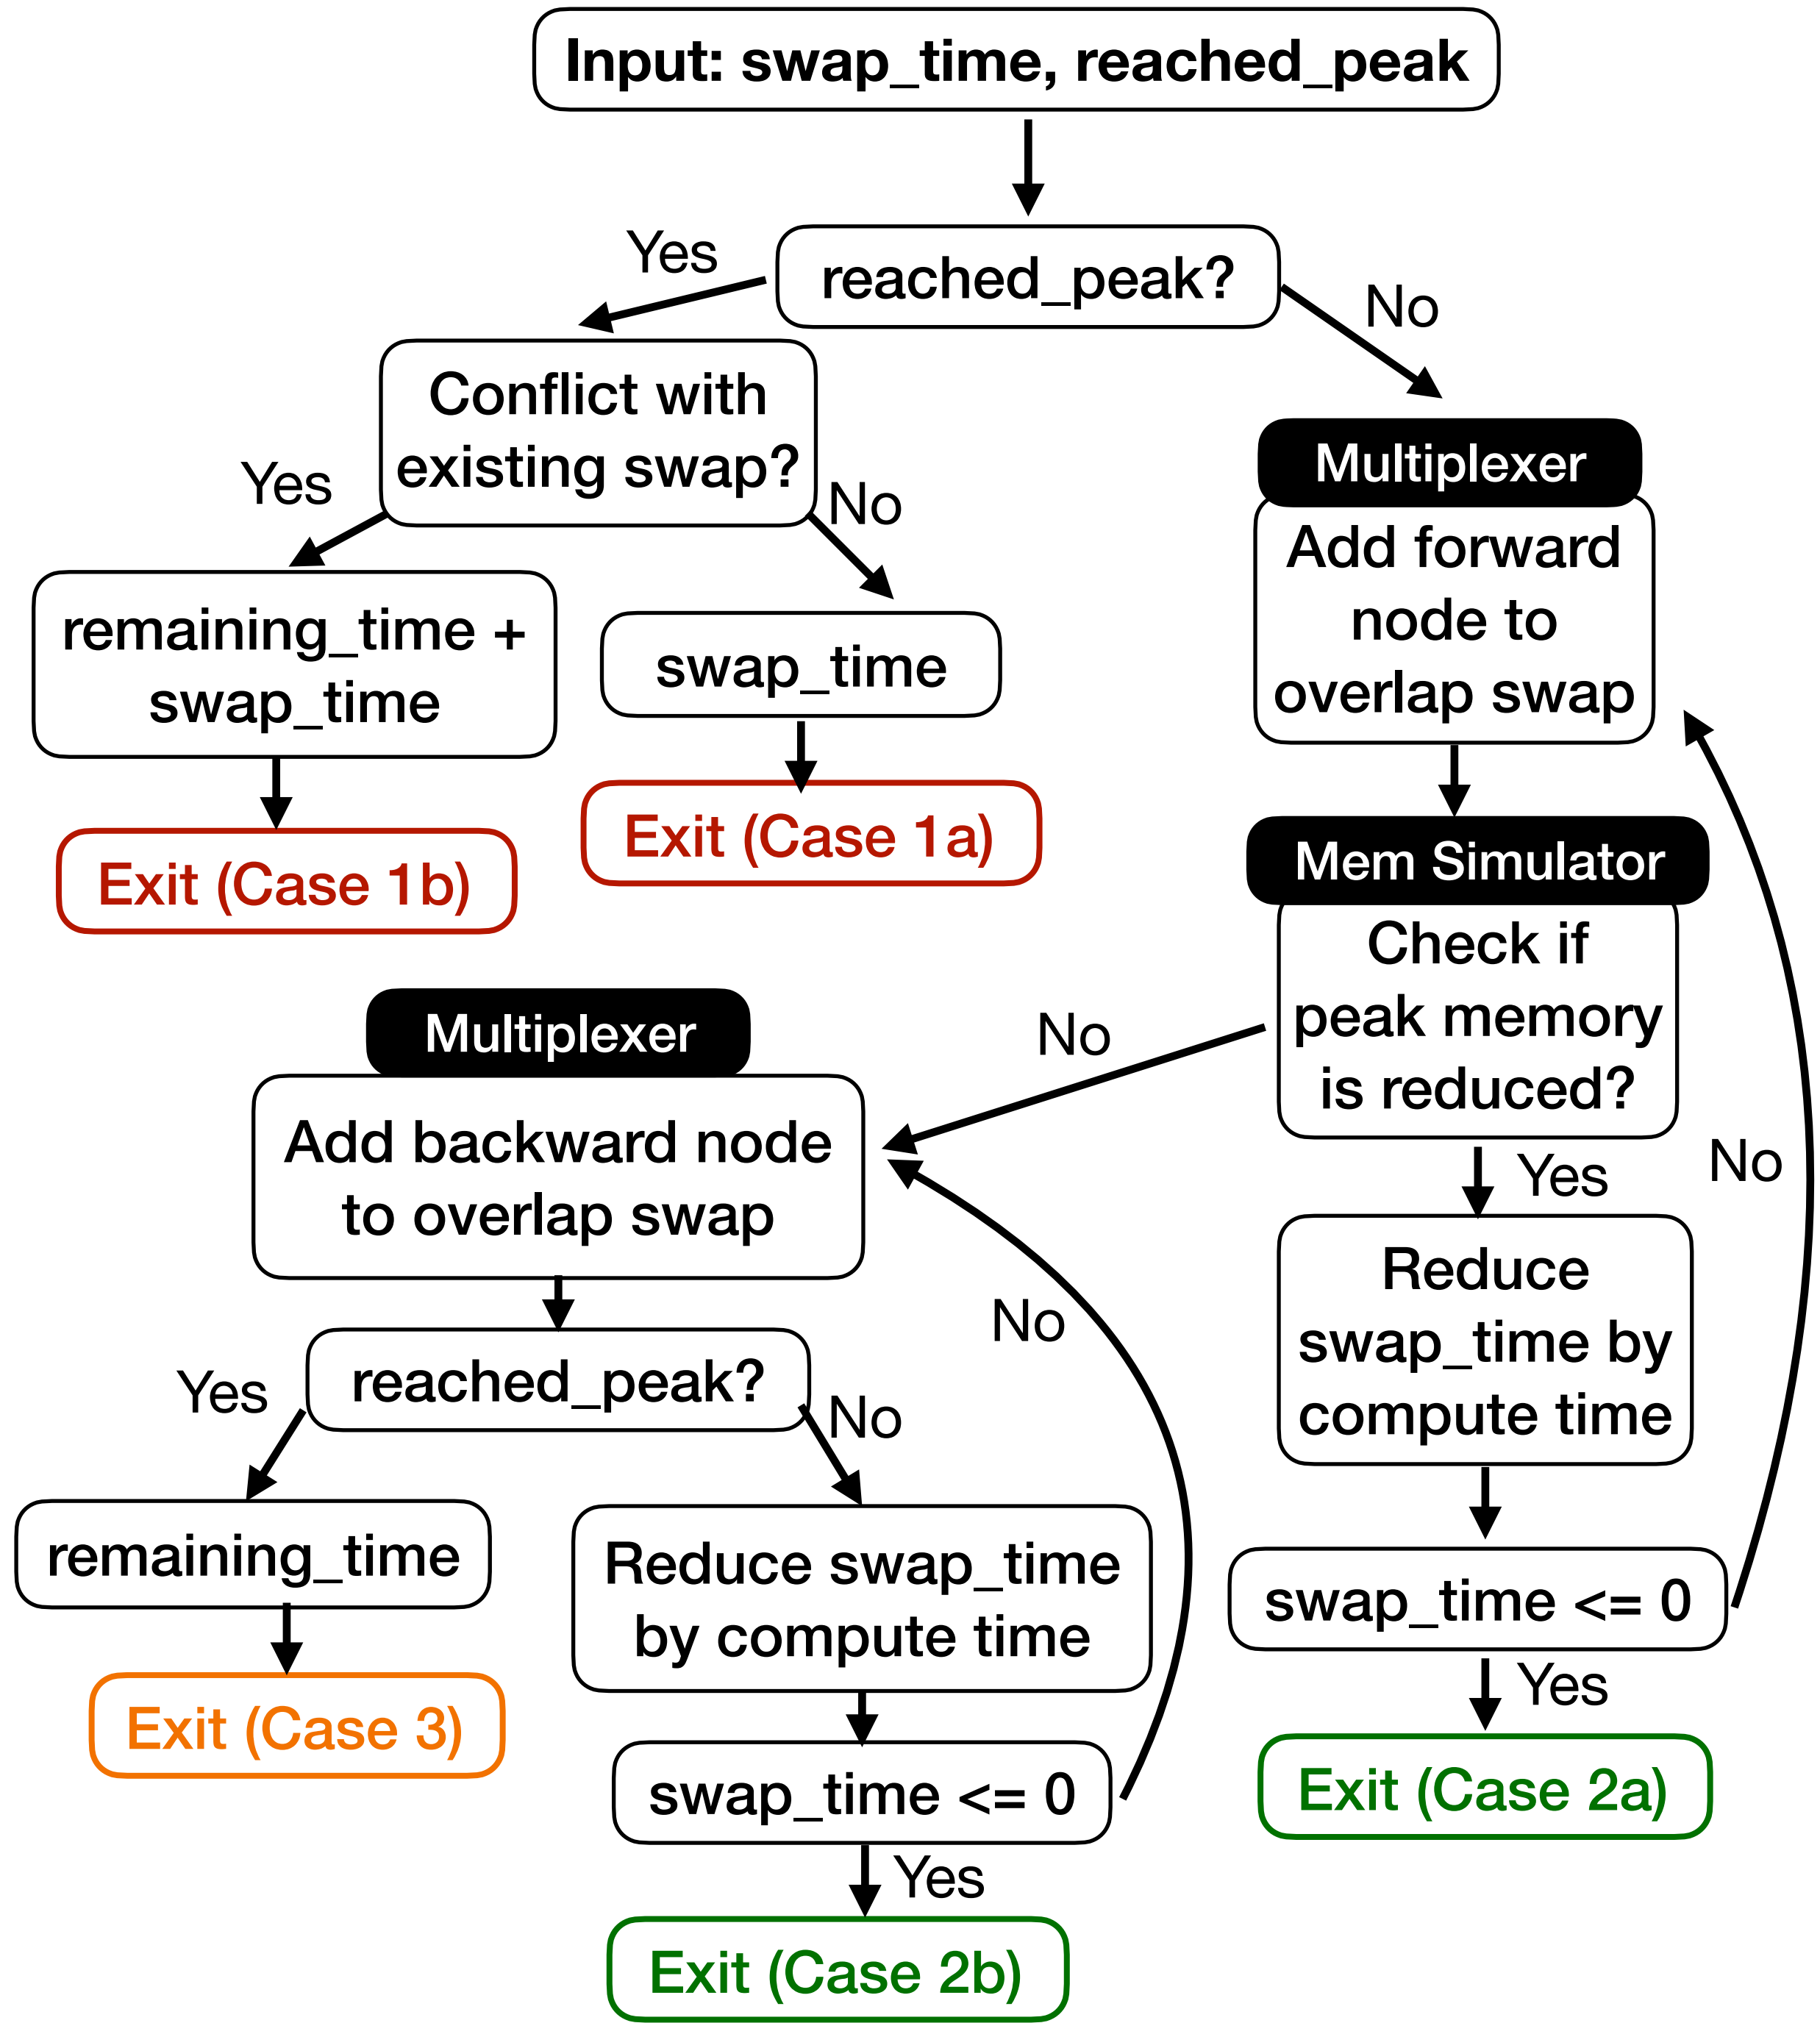 Input: swap_time, reached_peak
reached_peak?
Yes
No
Conflict with
existing swap?
Yes
No
remaining_time +
swap_time
Exit (Case 1b)
swap_time
Exit (Case 1a)
Multiplexer
Add forward
node to
overlap swap
Mem Simulator
Check if
peak memory
is reduced?
No
Yes
Reduce
swap_time by
compute time
swap_time <= 0
No
Yes
Exit (Case 2a)
Multiplexer
Add backward node
to overlap swap
reached_peak?
Yes
No
remaining_time
Exit (Case 3)
Reduce swap_time
by compute time
swap_time <= 0
No
Yes
Exit (Case 2b)